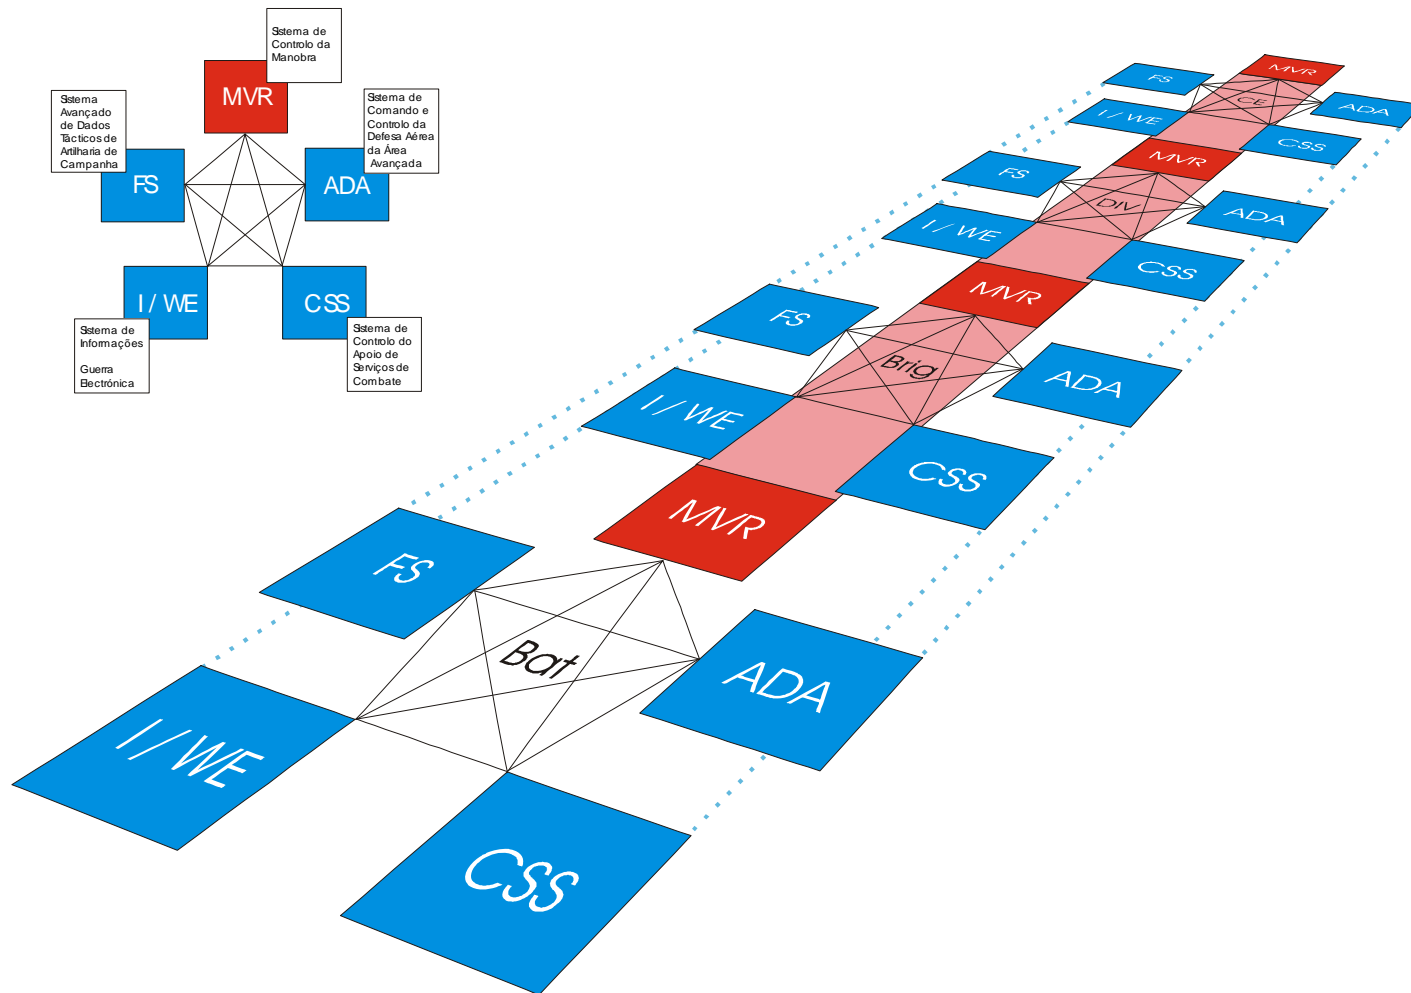 Sistema de
Controlo da
Manobra
MVR
Sistema
Avançado
de Dados
Tácticos de
Artilharia de
Campanha
FS
Sistema de
Comando e
Controlo da
Defesa Aérea
da Área
Avançada
ADA
I / WE
Sistema de
Informações
Guerra
Electrónica
CSS
Sistema de
Controlo do
Apoio de
Serviços de
Combate
MVR
FS
CE
ADA
I / WE
CSS
MVR
FS
DIV
ADA
I / WE
CSS
MVR
FS
Brig
ADA
I / WE
CSS
MVR
FS
Bat
ADA
I / WE
CSS